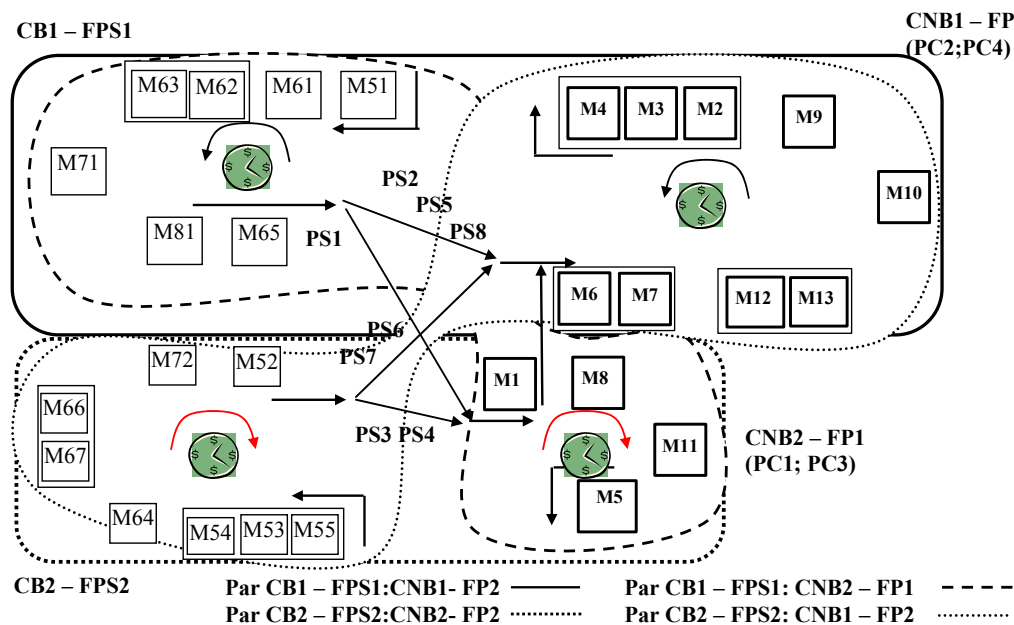 CB1 – FPS1
CNB1 – FP
(PC2;PC4)
M63 M62 M61 M51
M4 M3 M2 M9
M71
$ $ $ $
PS2
M10
$ $ $ $
PS5
M81 M65 PS1 PS8
M6 M7 M12 M13
PS6
PS7
M72 M52
M1 M8
M66
PS3 PS4
CNB2 – FP1
(PC1; PC3)
M67
$ $ $ $
$ $ $ $
M11
M5
M64 M54 M53 M55
CB2 – FPS2
Par CB1 – FPS1:CNB1- FP2
Par CB1 – FPS1: CNB2 – FP1
Par CB2 – FPS2:CNB2- FP2
Par CB2 – FPS2: CNB1 – FP2